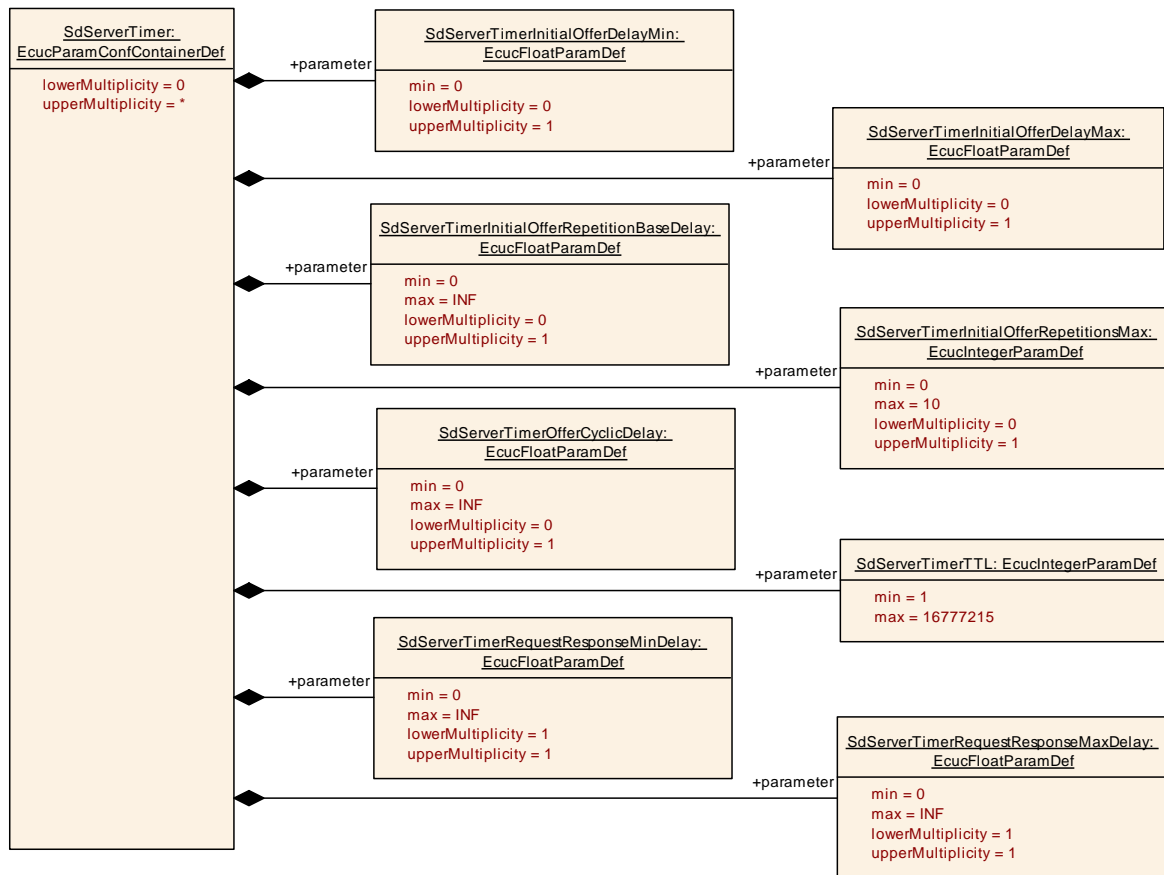 SdServerTimer:
EcucParamConfContainerDef
lowerMultiplicity = 0
upperMultiplicity = *
+parameter
SdServerTimerInitialOfferDelayMin:
EcucFloatParamDef
min = 0
lowerMultiplicity = 0
upperMultiplicity = 1
+parameter
SdServerTimerInitialOfferDelayMax:
EcucFloatParamDef
min = 0
lowerMultiplicity = 0
upperMultiplicity = 1
+parameter
SdServerTimerInitialOfferRepetitionBaseDelay:
EcucFloatParamDef
min = 0
max = INF
lowerMultiplicity = 0
upperMultiplicity = 1
+parameter
SdServerTimerInitialOfferRepetitionsMax:
EcucIntegerParamDef
min = 0
max = 10
lowerMultiplicity = 0
upperMultiplicity = 1
+parameter
SdServerTimerOfferCyclicDelay:
EcucFloatParamDef
min = 0
max = INF
lowerMultiplicity = 0
upperMultiplicity = 1
+parameter
SdServerTimerTTL: EcucIntegerParamDef
min = 1
max = 16777215
+parameter
SdServerTimerRequestResponseMinDelay:
EcucFloatParamDef
min = 0
max = INF
lowerMultiplicity = 1
upperMultiplicity = 1
+parameter
SdServerTimerRequestResponseMaxDelay:
EcucFloatParamDef
min = 0
max = INF
lowerMultiplicity = 1
upperMultiplicity = 1